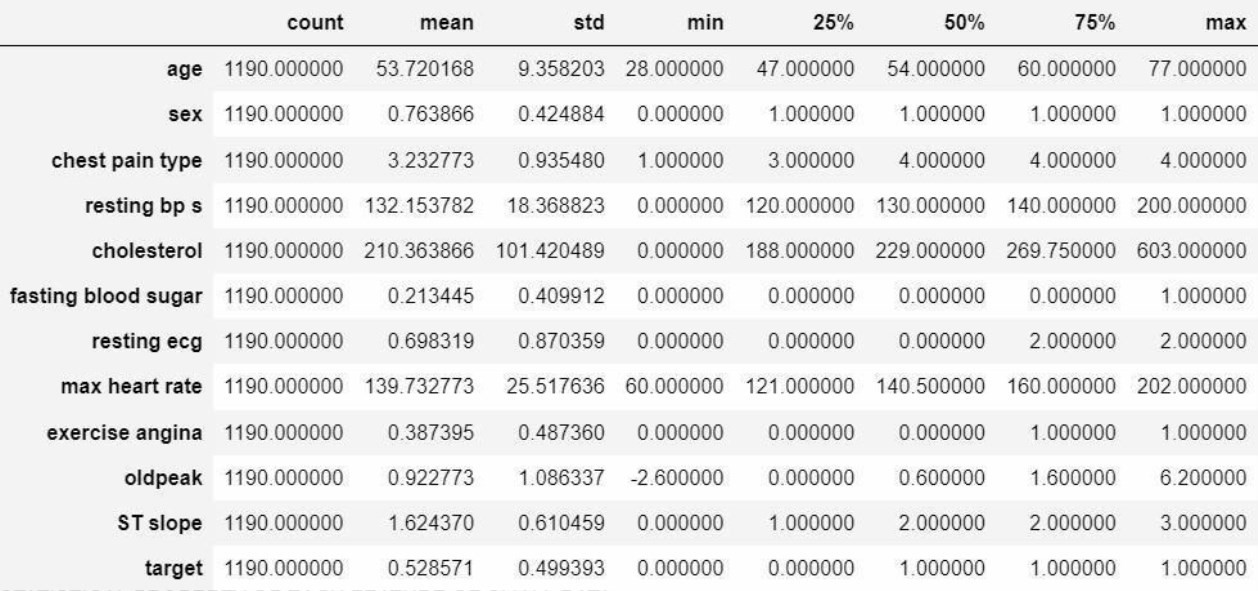 count mean std min 25% 50% 75% max
age 1190.000000 53.720168 9.358203 28.000000 47.000000 54.000000 60.000000 77.000000
sex 1190.000000 0.763866 0.424884 0.000000 1.000000 1.000000 1.000000 1.000000
chest pain type 1190.000000 3.232773 0.935480 1.000000 3.000000 4.000000 4.000000 4.000000
resting bp s 1190.000000 132.153782 18.368823 0.000000 120.000000 130.000000 140.000000 200.000000
cholesterol 1190.000000 210.363866 101.420489 0.000000 188.000000 229.000000 269.750000 603.000000
fasting blood sugar 1190.000000 0.213445 0.409912 0.000000 0.000000 0.000000 0.000000 1.000000
resting ecg 1190.000000 0.698319 0.870359 0.000000 0.000000 0.000000 2.000000 2.000000
max heart rate 1190.000000 139.732773 25.517636 60.000000 121.000000 140.500000 160.000000 202.000000
exercise angina 1190.000000 0.387395 0.487360 0.000000 0.000000 0.000000 1.000000 1.000000
oldpeak 1190.000000 0.922773 1.086337 -2.600000 0.000000 0.600000 1.600000 6.200000
ST slope 1190.000000 1.624370 0.610459 0.000000 1.000000 2.000000 2.000000 3.000000
target 1190.000000 0.528571 0.499393 0.000000 0.000000 1.000000 1.000000 1.000000